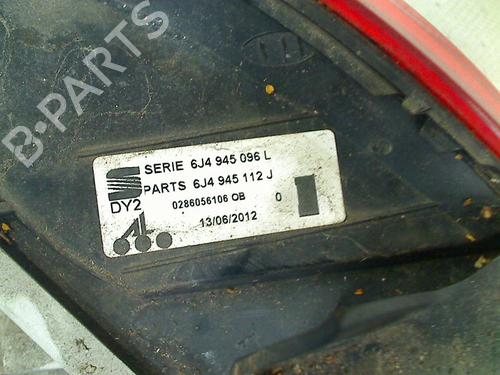 B-PARTS
SERIE 6J4 945 096 L
PARTS 6J4 945 112 J
DY2
0286056106 OB
0
13/06/2012